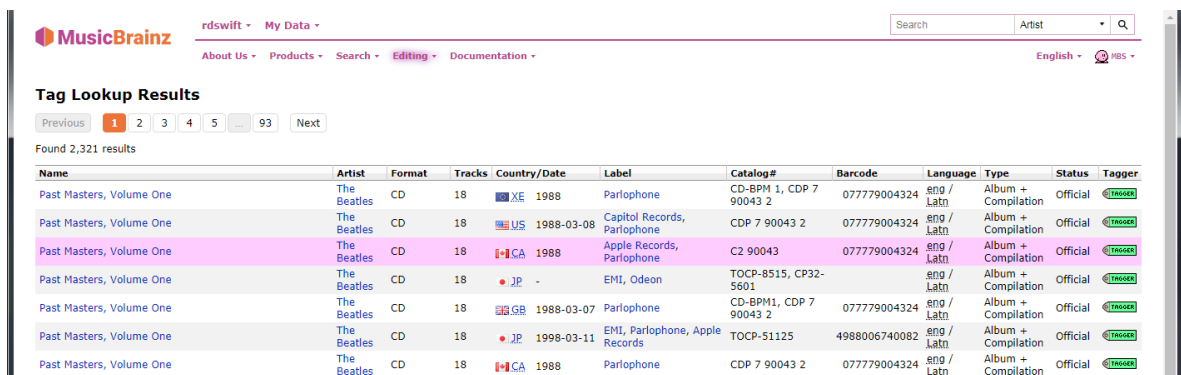 MusicBrainz
rdswift ▾ My Data ▾
Search Artist
About Us ▾ Products ▾ Search ▾ Editing ▾ Documentation ▾
English ▾ MBS ▾
Tag Lookup Results
Previous 1 2 3 4 5 ... 93 Next
Found 2,321 results
Name Artist Format Tracks Country/Date Label Catalog# Barcode Language Type Status Tagger
Past Masters, Volume One The Beatles CD 18 XE 1988 Parlophone CD-BPM 1, CDP 7 90043 2 077779004324 eng / Latn Album + Compilation Official TAGGER
Past Masters, Volume One The Beatles CD 18 US 1988-03-08 Capitol Records, Parlophone CDP 7 90043 2 077779004324 eng / Latn Album + Compilation Official TAGGER
Past Masters, Volume One The Beatles CD 18 CA 1988 Apple Records, Parlophone C2 90043 077779004324 eng / Latn Album + Compilation Official TAGGER
Past Masters, Volume One The Beatles CD 18 JP - EMI, Odeon TOCP-8515, CP32-5601 eng / Latn Album + Compilation Official TAGGER
Past Masters, Volume One The Beatles CD 18 GB 1988-03-07 Parlophone CD-BPM1, CDP 7 90043 2 077779004324 eng / Latn Album + Compilation Official TAGGER
Past Masters, Volume One The Beatles CD 18 JP 1998-03-11 EMI, Parlophone, Apple Records TOCP-51125 4988006740082 eng / Latn Album + Compilation Official TAGGER
Past Masters, Volume One The Beatles CD 18 CA 1988 Parlophone CDP 7 90043 2 077779004324 eng / Latn Album + Compilation Official TAGGER